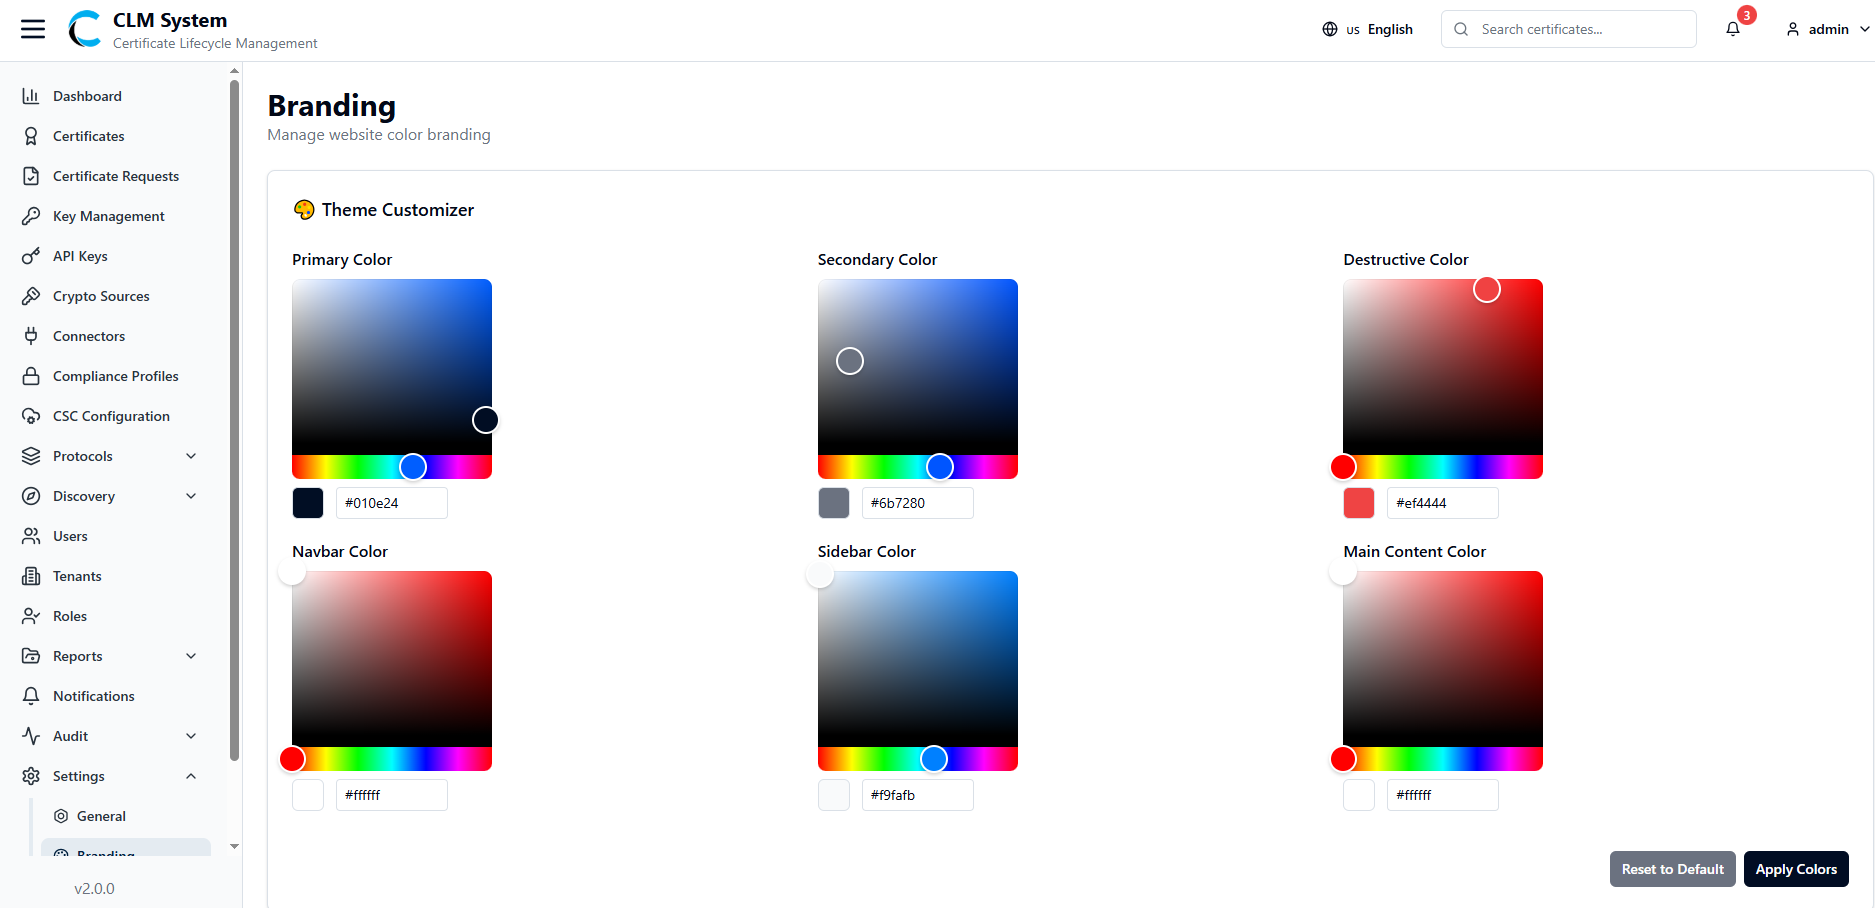 CLM System
Certificate Lifecycle Management
us English
Search certificates...
3
admin
Dashboard
Certificates
Certificate Requests
Key Management
API Keys
Crypto Sources
Connectors
Compliance Profiles
CSC Configuration
Protocols
Discovery
Users
Tenants
Roles
Reports
Notifications
Audit
Settings
General
Branding
v2.0.0
Branding
Manage website color branding
Theme Customizer
Primary Color
Secondary Color
Destructive Color
#010e24
#6b7280
#ef4444
Navbar Color
Sidebar Color
Main Content Color
#ffffff
#f9fafb
#ffffff
Reset to Default
Apply Colors